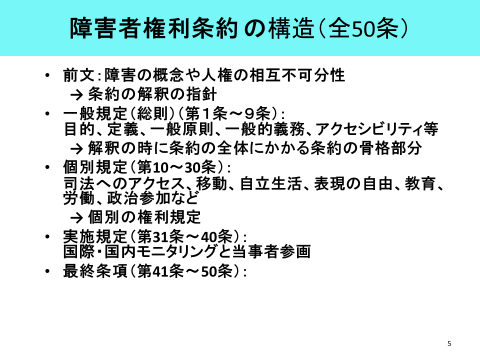 障害者権利条約の構造（全50条）
• 前文：障害の概念や人権の相互不可分性
→ 条約の解釈の指針
• 一般規定（総則）（第１条～９条）：
目的、定義、一般原則、一般的義務、アクセシビリティ等
→ 解釈の時に条約の全体にかかる条約の骨格部分
• 個別規定（第10～30条）：
司法へのアクセス、移動、自立生活、表現の自由、教育、
労働、政治参加など
→ 個別の権利規定
• 実施規定（第31条～40条）：
国際・国内モニタリングと当事者参画
• 最終条項（第41条～50条）：
5